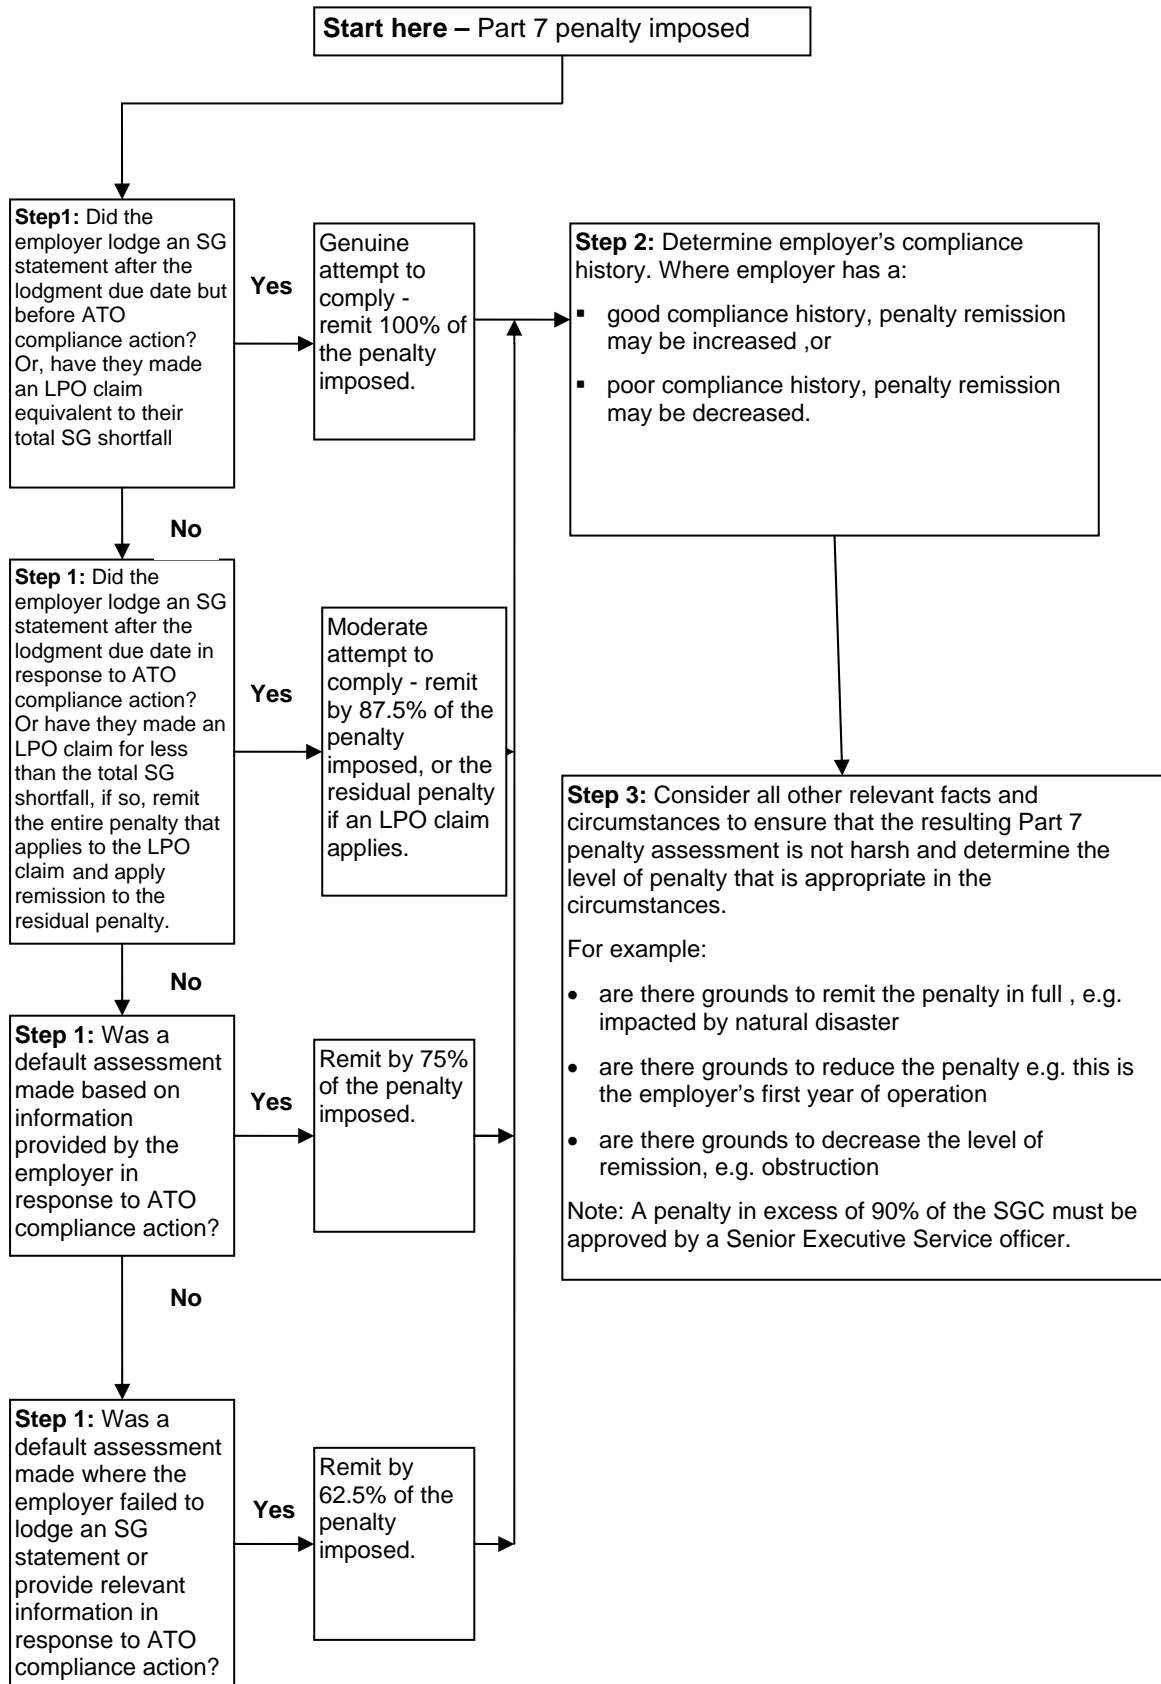 Start here – Part 7 penalty imposed
Step1: Did the
employer lodge an SG
statement after the
lodgment due date but
before ATO
compliance action?
Or, have they made
an LPO claim
equivalent to their
total SG shortfall
Yes
Genuine
attempt to
comply -
remit 100% of
the penalty
imposed.
Step 2: Determine employer's compliance
history. Where employer has a:
▪ good compliance history, penalty remission
may be increased ,or
▪ poor compliance history, penalty remission
may be decreased.
No
Step 1: Did the
employer lodge an SG
statement after the
lodgment due date in
response to ATO
compliance action?
Or have they made an
LPO claim for less
than the total SG
shortfall, if so, remit
the entire penalty that
applies to the LPO
claim and apply
remission to the
residual penalty.
Yes
Moderate
attempt to
comply - remit
by 87.5% of the
penalty
imposed, or the
residual penalty
if an LPO claim
applies.
Step 3: Consider all other relevant facts and
circumstances to ensure that the resulting Part 7
penalty assessment is not harsh and determine the
level of penalty that is appropriate in the
circumstances.
For example:
• are there grounds to remit the penalty in full , e.g.
impacted by natural disaster
• are there grounds to reduce the penalty e.g. this is
the employer's first year of operation
• are there grounds to decrease the level of
remission, e.g. obstruction
Note: A penalty in excess of 90% of the SGC must be
approved by a Senior Executive Service officer.
No
Step 1: Was a
default assessment
made based on
information
provided by the
employer in
response to ATO
compliance action?
Yes
Remit by 75%
of the penalty
imposed.
No
Step 1: Was a
default assessment
made where the
employer failed to
lodge an SG
statement or
provide relevant
information in
response to ATO
compliance action?
Yes
Remit by
62.5% of the
penalty
imposed.